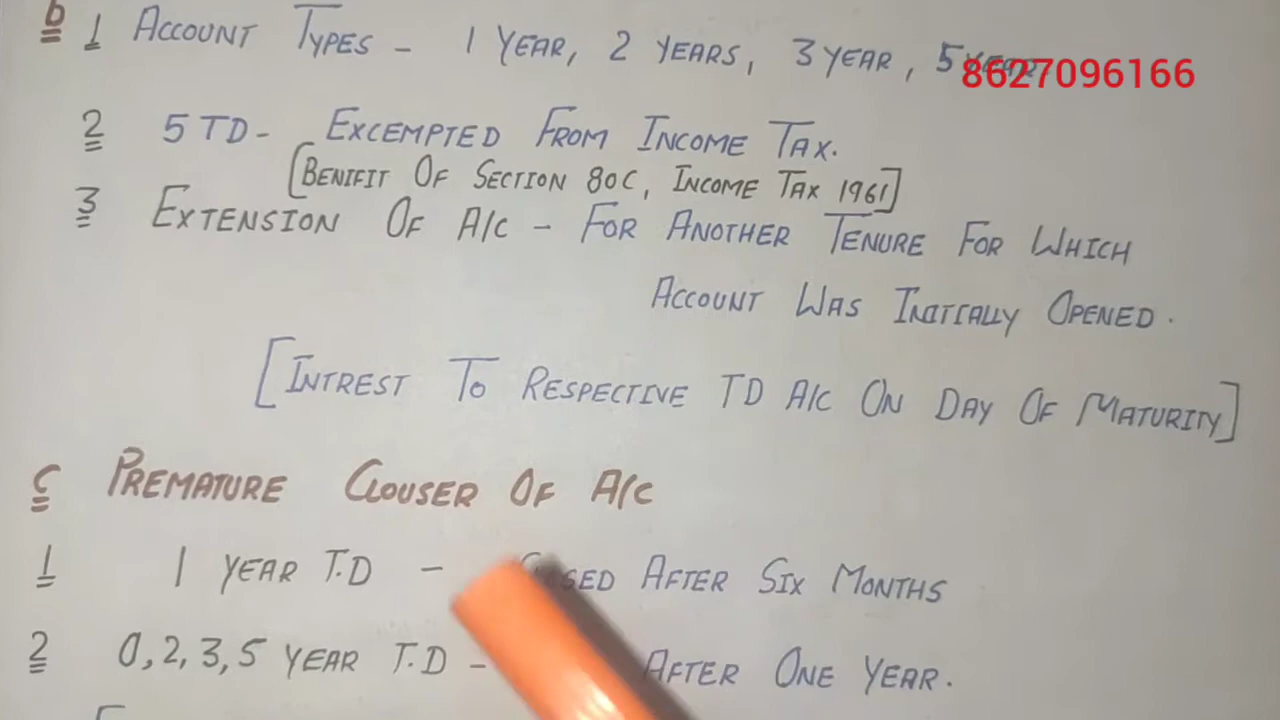 b 1 ACCOUNT TYPES - 1 YEAR, 2 YEARS, 3 YEAR, 5 YEAR.
8627096166
2 5 TD- EXCEMPTED FROM INCOME TAX.
[BENIFIT OF SECTION 80C, INCOME TAX 1961]
3 EXTENSION OF A/C - FOR ANOTHER TENURE FOR WHICH
ACCOUNT WAS INITIALLY OPENED.
[INTREST TO RESPECTIVE TD A/C ON DAY OF MATURITY]
C PREMATURE CLOUSER OF A/C
1 1 YEAR T.D - CLOSED AFTER SIX MONTHS
2 0,2,3,5 YEAR T.D - AFTER ONE YEAR.